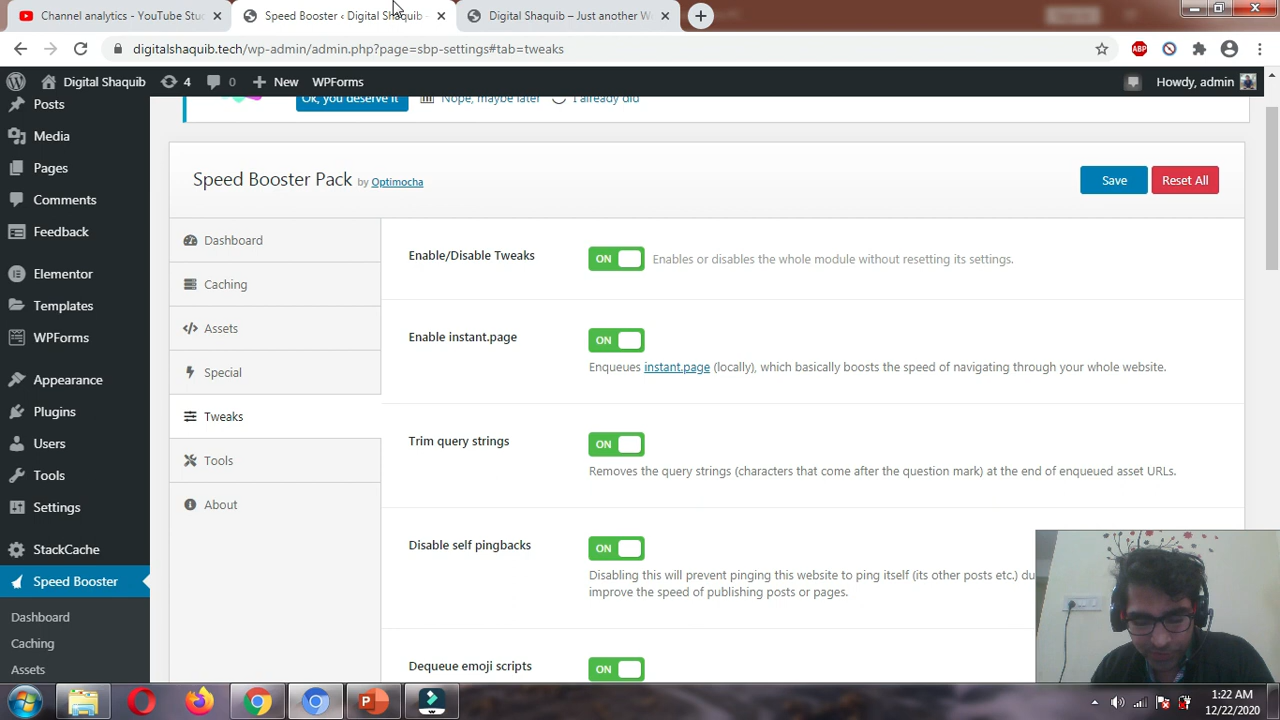 Channel analytics - YouTube Stu
Speed Booster ‹ Digital Shaquib -
Digital Shaquib – Just another W
digitalshaquib.tech/wp-admin/admin.php?page=sbp-settings#tab=tweaks
ABP
Digital Shaquib
4
0
New
WPForms
Howdy, admin
Posts
Media
Pages
Comments
Feedback
Elementor
Templates
WPForms
Appearance
Plugins
Users
Tools
Settings
StackCache
Speed Booster
Dashboard
Caching
Assets
Ok, you deserve it
Nope, maybe later
I already did
Speed Booster Pack by Optimocha
Save
Reset All
Dashboard
Caching
Assets
Special
Tweaks
Tools
About
Enable/Disable Tweaks
ON
Enables or disables the whole module without resetting its settings.
Enable instant.page
ON
Enqueues instant.page (locally), which basically boosts the speed of navigating through your whole website.
Trim query strings
ON
Removes the query strings (characters that come after the question mark) at the end of enqueued asset URLs.
Disable self pingbacks
ON
Disabling this will prevent pinging this website to ping itself (its other posts etc.) du
improve the speed of publishing posts or pages.
Dequeue emoji scripts
ON
1:22 AM
12/22/2020